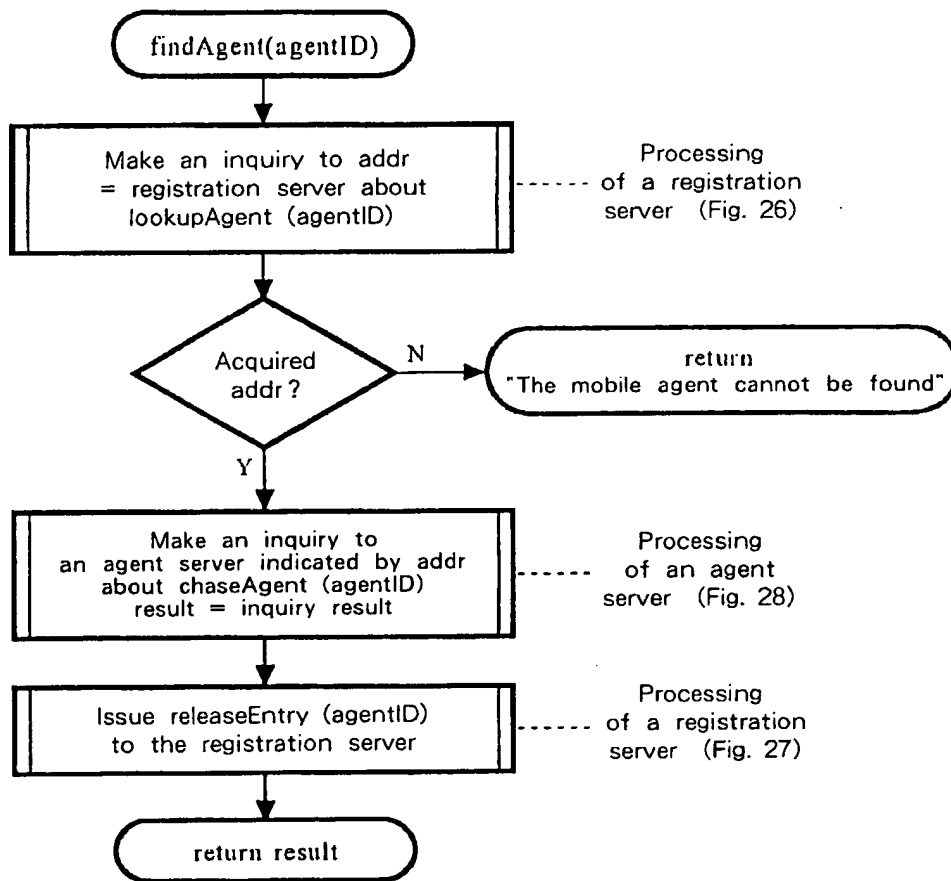 findAgent(agentID)
Make an inquiry to addr
= registration server about
lookupAgent (agentID)
Processing
of a registration
server (Fig. 26)
Acquired
addr?
N
return
"The mobile agent cannot be found"
Y
Make an inquiry to
an agent server indicated by addr
about chaseAgent (agentID)
result = inquiry result
Processing
of an agent
server (Fig. 28)
Issue releaseEntry (agentID)
to the registration server
Processing
of a registration
server (Fig. 27)
return result